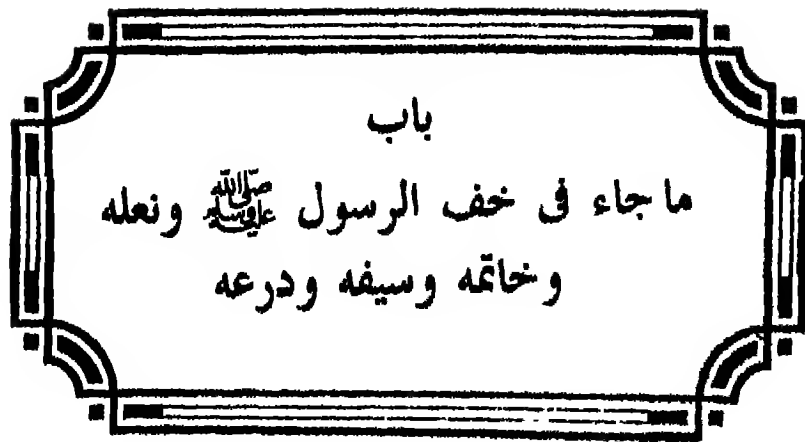 باب
ما جاء فى خف الرسول ﷺ ونعله
وخاتمه وسيفه ودرعه